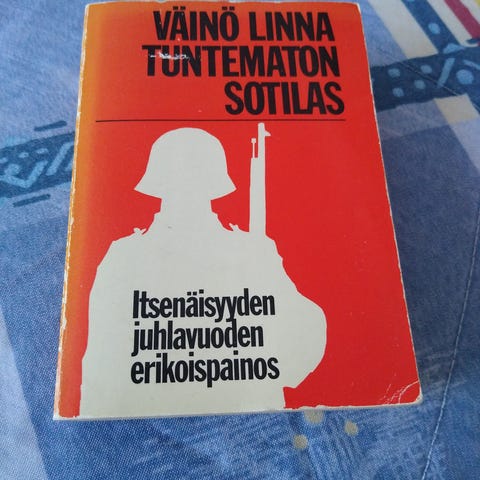 VÄINÖ LINNA
TUNTEMATON
SOTILAS
Itsenäisyyden
juhlavuoden
erikoispainos